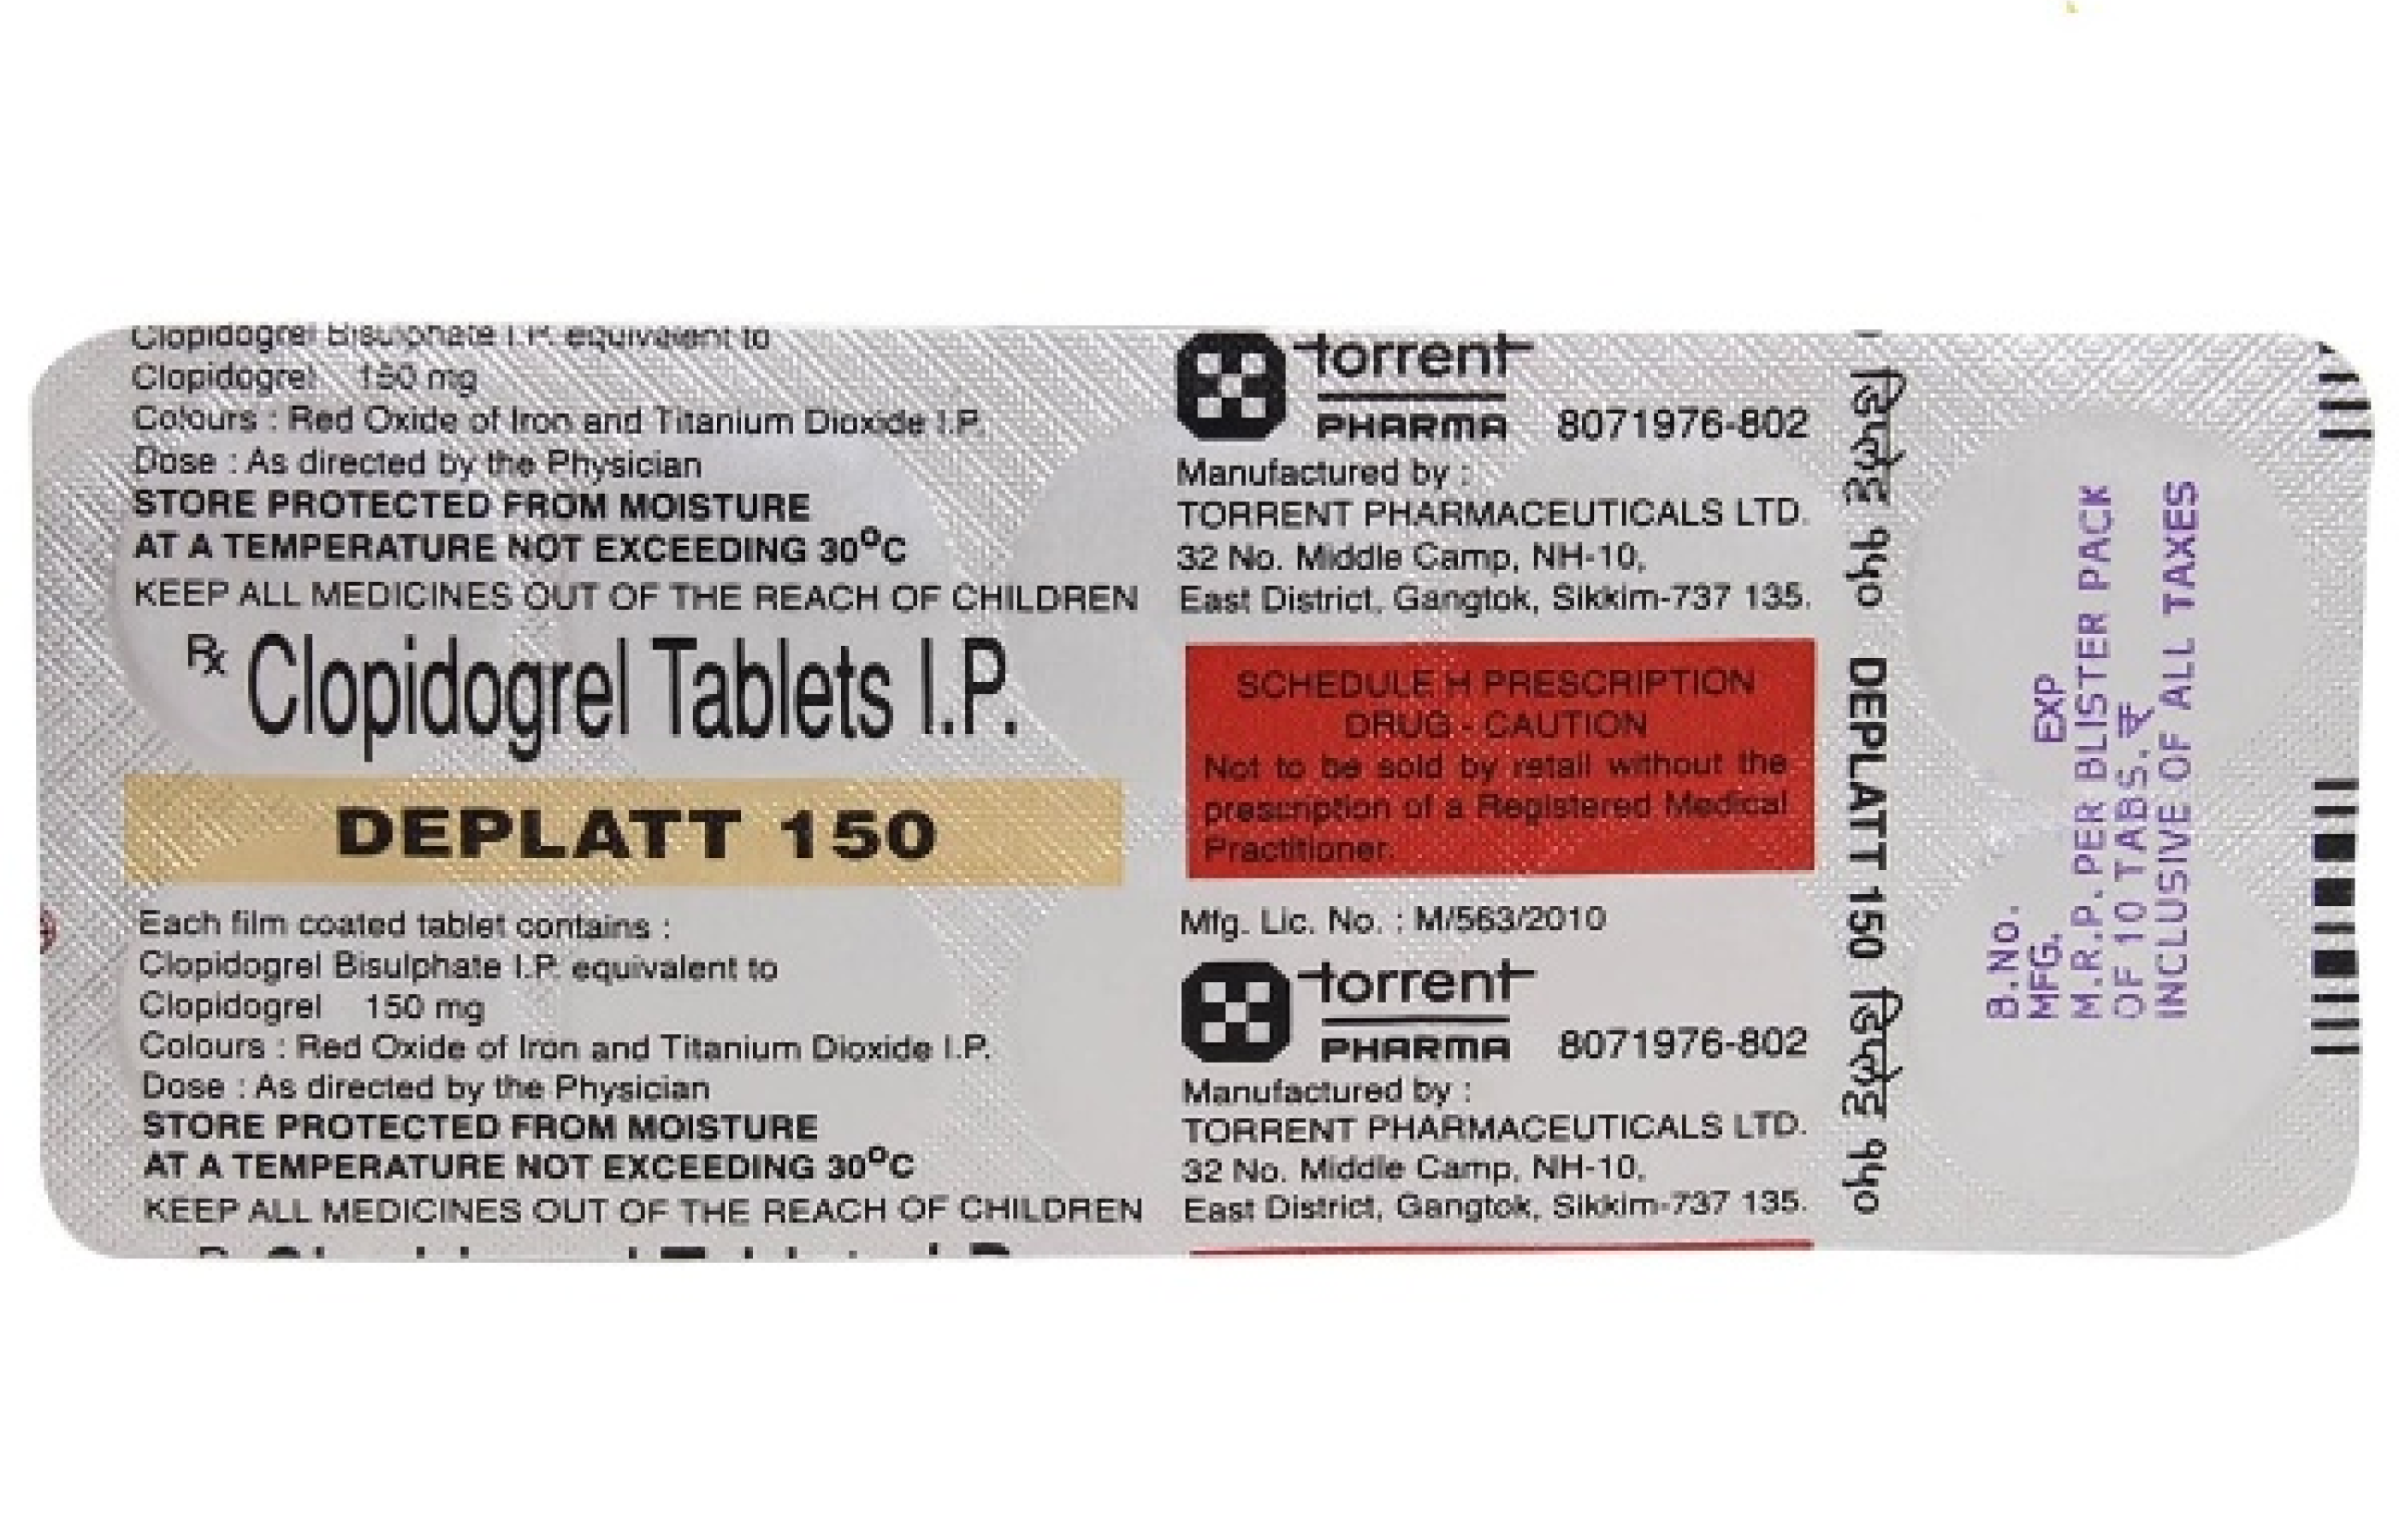 Clopidogrel Bisulphate I.P. equivalent to
Clopidogrel 150 mg
Colours : Red Oxide of Iron and Titanium Dioxide I.P.
Dose : As directed by the Physician
STORE PROTECTED FROM MOISTURE
AT A TEMPERATURE NOT EXCEEDING 30°C
KEEP ALL MEDICINES OUT OF THE REACH OF CHILDREN
Rx Clopidogrel Tablets I.P.
DEPLATT 150
Each film coated tablet contains :
Clopidogrel Bisulphate I.P. equivalent to
Clopidogrel 150 mg
Colours : Red Oxide of Iron and Titanium Dioxide I.P.
Dose : As directed by the Physician
STORE PROTECTED FROM MOISTURE
AT A TEMPERATURE NOT EXCEEDING 30°C
KEEP ALL MEDICINES OUT OF THE REACH OF CHILDREN
torrent
PHARMA 8071976-802
Manufactured by :
TORRENT PHARMACEUTICALS LTD.
32 No. Middle Camp, NH-10,
East District, Gangtok, Sikkim-737 135.
SCHEDULE H PRESCRIPTION
DRUG - CAUTION
Not to be sold by retail without the
prescription of a Registered Medical
Practitioner.
Mfg. Lic. No. : M/563/2010
torrent
PHARMA 8071976-802
Manufactured by :
TORRENT PHARMACEUTICALS LTD.
32 No. Middle Camp, NH-10,
East District, Gangtok, Sikkim-737 135.
डिप्लेट्ट १५० DEPLATT 150 डिप्लेट्ट १५०
B.No.
MFG. EXP
M.R.P. PER BLISTER PACK
OF 10 TABS. ₹
INCLUSIVE OF ALL TAXES